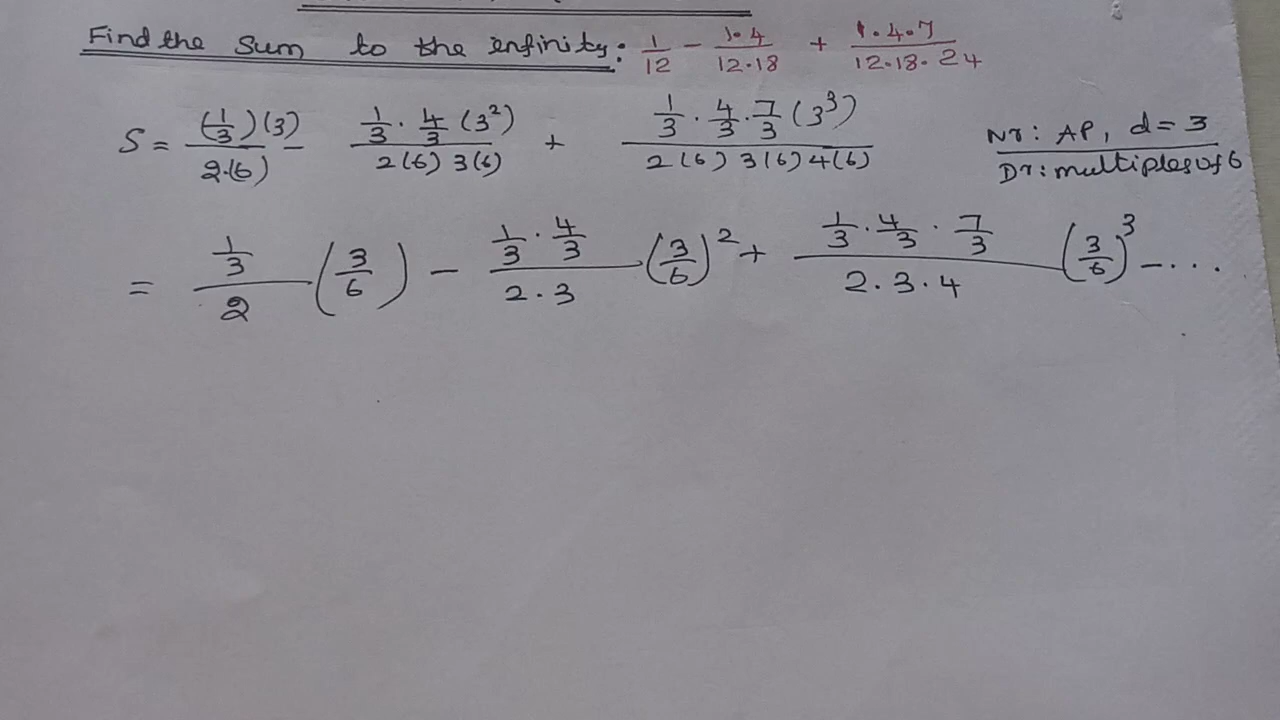 Find the Sum to the infinity: 1/12 - 1.4/12.18 + 1.4.7/12.18.24
S = (1/3)(3)/2.(6) - 1/3 . 4/3 (3²)/2(6) 3(6) + 1/3 . 4/3 . 7/3 (3³)/2(6) 3(6) 4(6)
Nr: AP, d = 3
Dr: multiples of 6
= 1/3/2 (3/6) - 1/3 . 4/3/2.3 (3/6)² + 1/3 . 4/3 . 7/3/2.3.4 (3/6)³ - ...